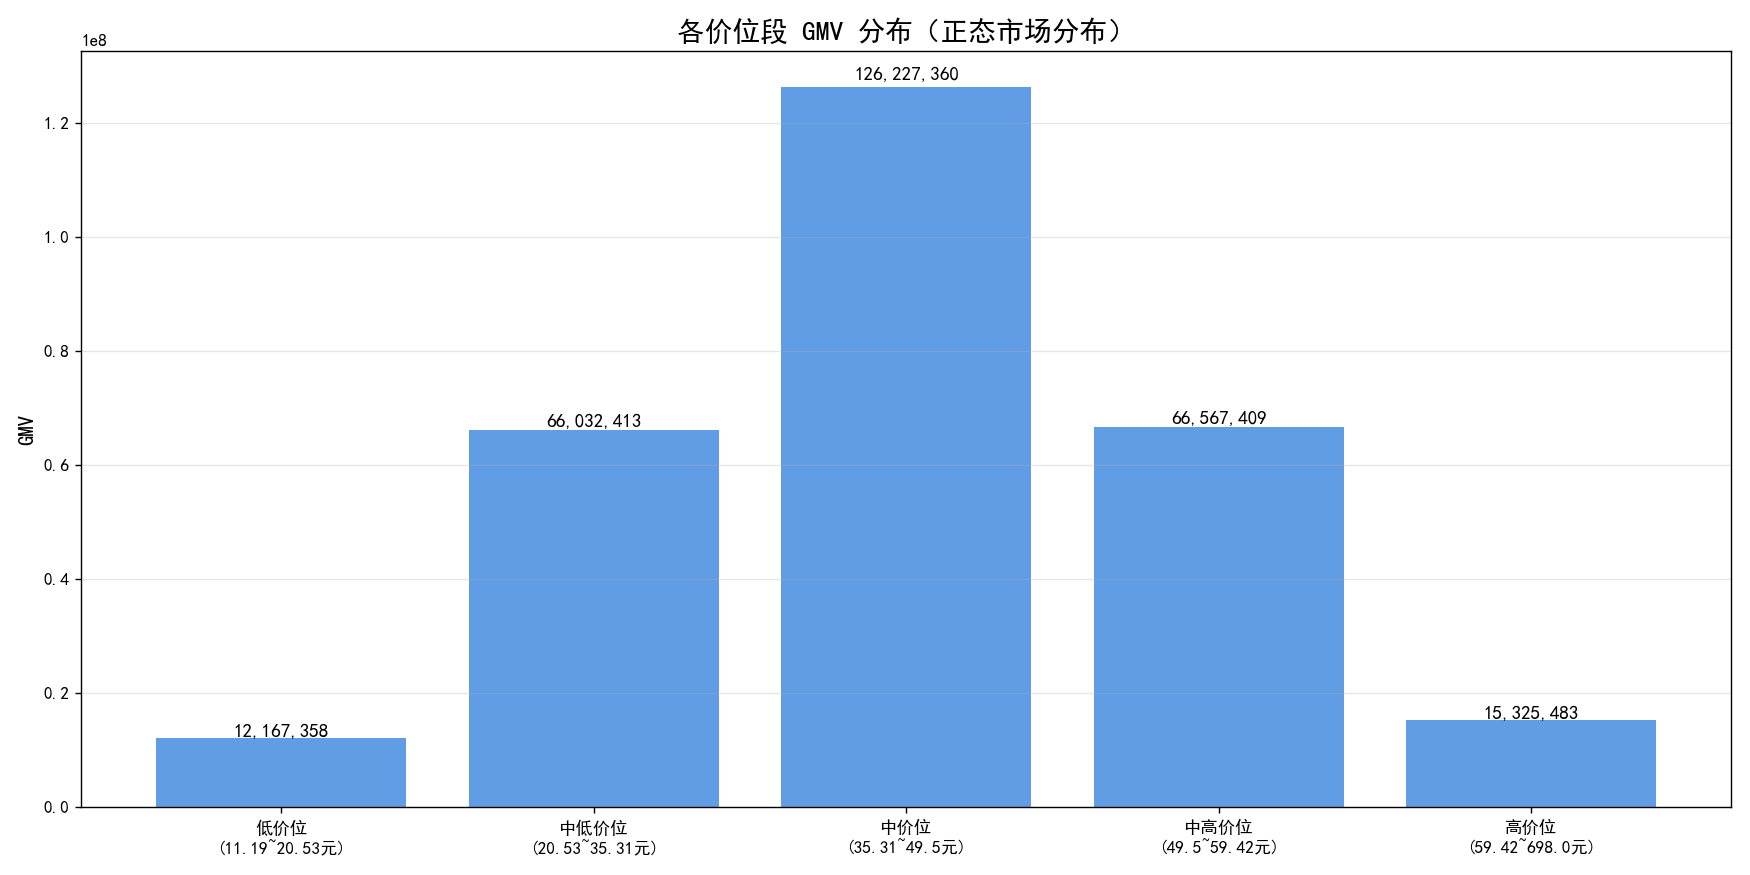 各价位段 GMV 分布（正态市场分布）
1e8
126,227,360
1.2
1.0
0.8
66,032,413
66,567,409
GMV
0.6
0.4
0.2
12,167,358
15,325,483
0.0
低价位
(11.19~20.53元)
中低价位
(20.53~35.31元)
中价位
(35.31~49.5元)
中高价位
(49.5~59.42元)
高价位
(59.42~698.0元)